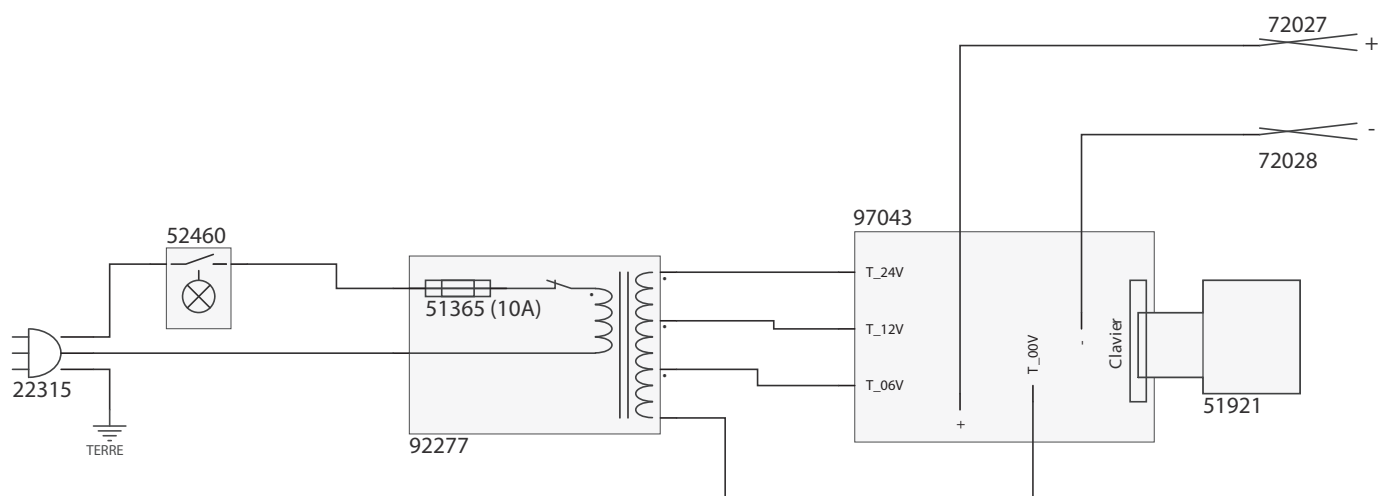 72027
+
-
72028
97043
52460
T_24V
51365 (10A)
T_12V
T_00V
-
Clavier
22315
T_06V
51921
+
TERRE
92277